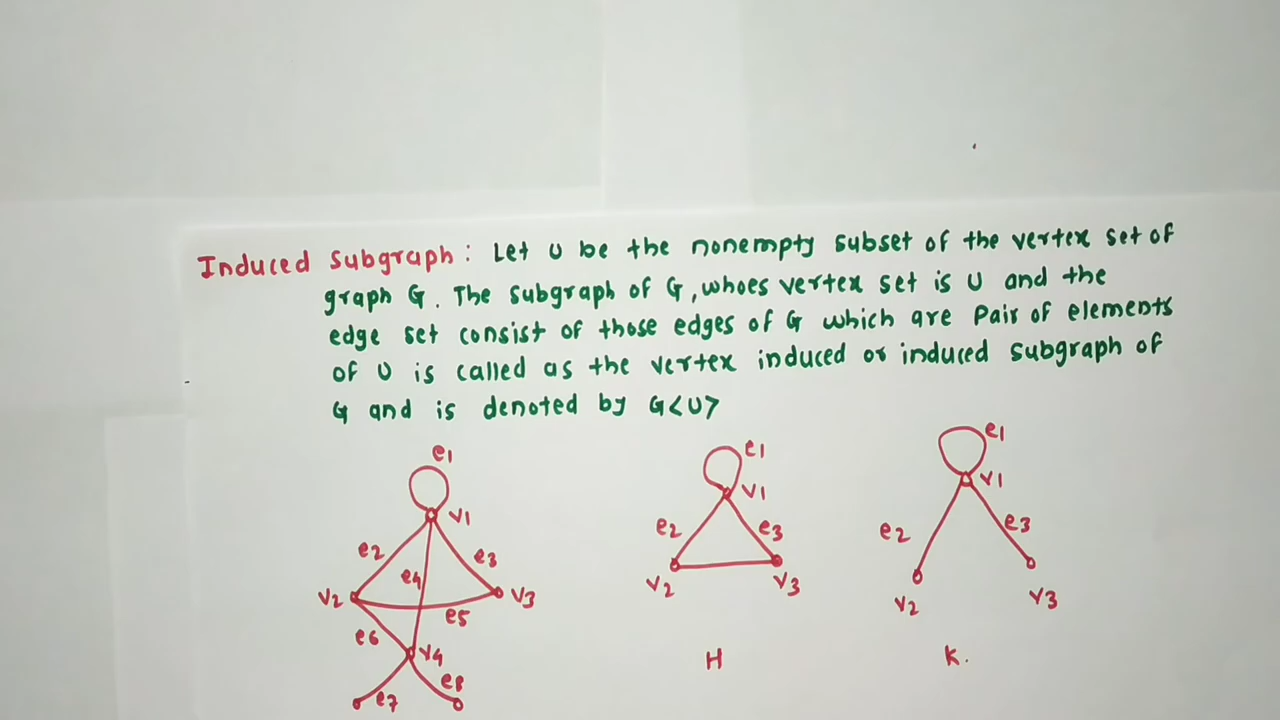 Induced Subgraph: Let U be the nonempty subset of the vertex set of
graph G. The subgraph of G, whoes vertex set is U and the
edge set consist of those edges of G which are Pair of elements
of U is called as the vertex induced or induced subgraph of
G and is denoted by G<U>
e1
v1
e2
e3
e4
v2
v3
e5
e6
v4
e7
e8
e1
v1
e2
e3
v2
v3
H
e1
v1
e2
e3
v2
v3
K.